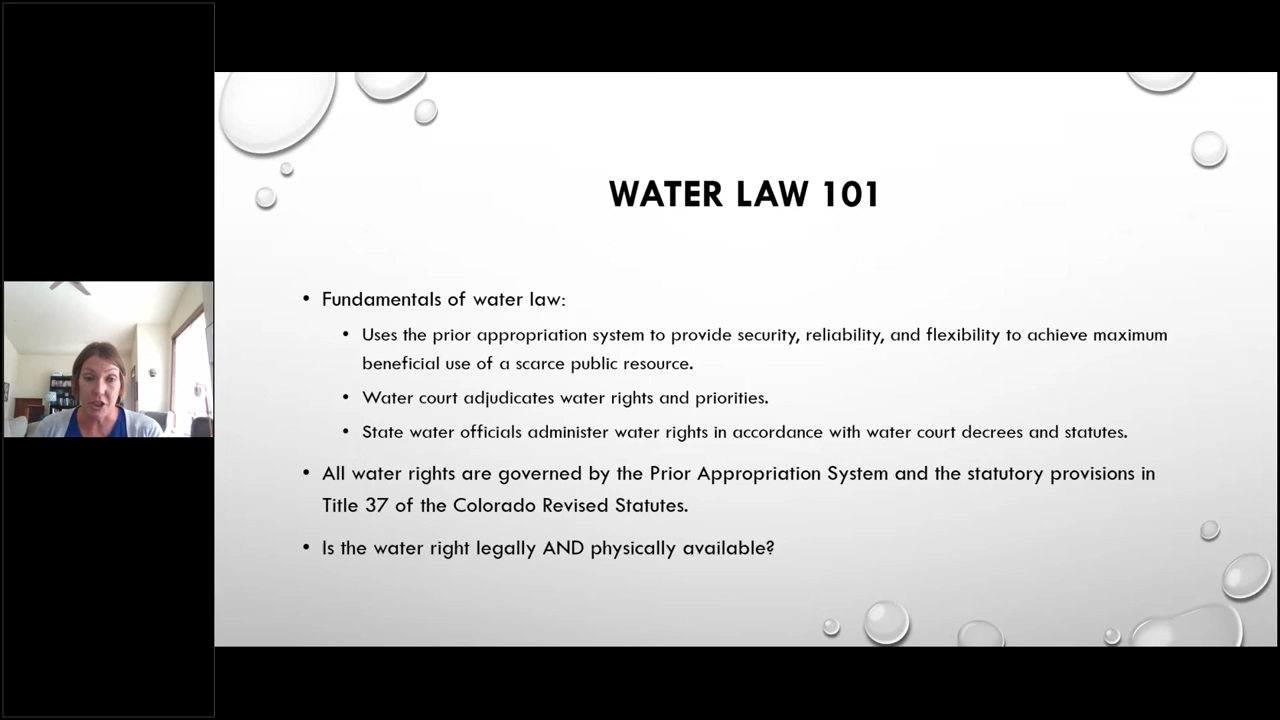 WATER LAW 101
• Fundamentals of water law:
• Uses the prior appropriation system to provide security, reliability, and flexibility to achieve maximum
beneficial use of a scarce public resource.
• Water court adjudicates water rights and priorities.
• State water officials administer water rights in accordance with water court decrees and statutes.
• All water rights are governed by the Prior Appropriation System and the statutory provisions in
Title 37 of the Colorado Revised Statutes.
• Is the water right legally AND physically available?